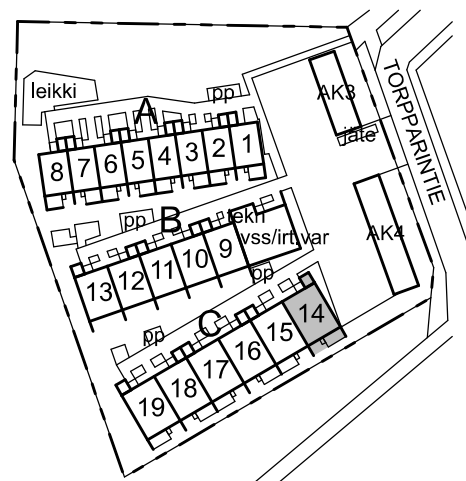 leikki
A
pp
AK3
jäte
TORPPARINTIE
8 7 6 5 4 3 2 1
pp
B
tekn
vss/irt.var
AK4
13 12 11 10 9
pp
pp
C
14
19 18 17 16 15